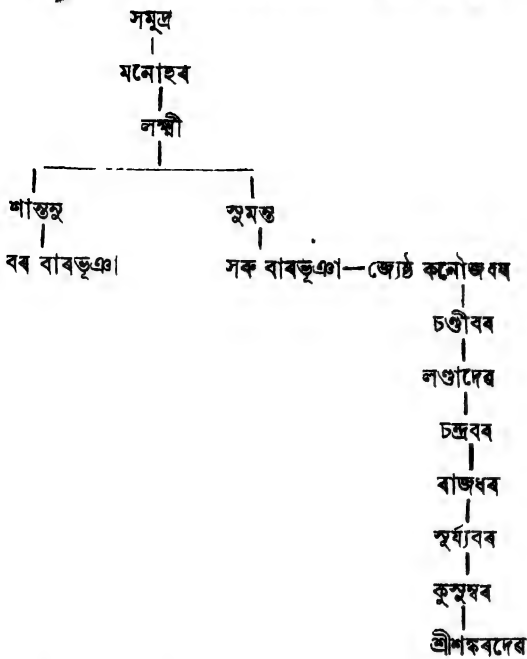 সমূদ্ৰ
মনোহৰ
লক্ষ্মী
শান্তনু সুমন্ত
বৰ বাৰভূঞা সৰু বাৰভূঞা—জ্যেষ্ঠ কনৌজবৰ
চণ্ডীবৰ
লণ্ডাদেৱ
চন্দ্ৰবৰ
ৰাজধৰ
সূৰ্য্যবৰ
কুসুম্বৰ
শ্ৰীশঙ্কৰদেৱ